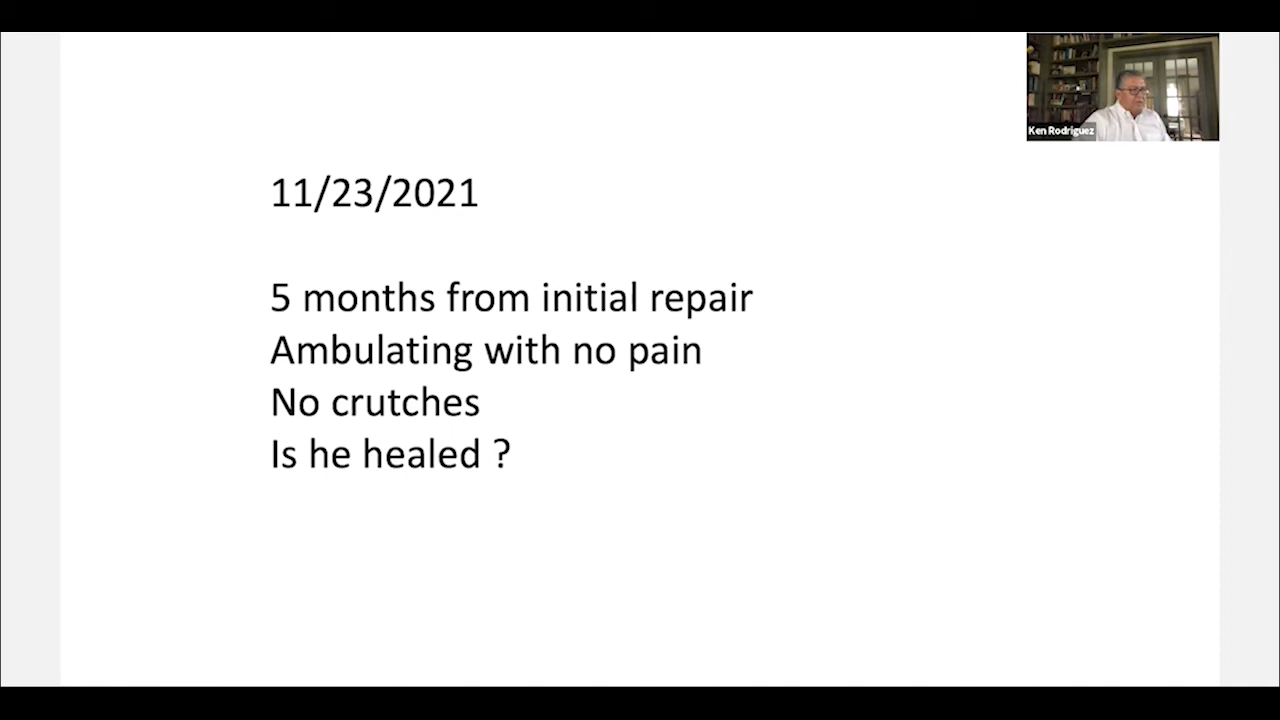 Ken Rodriguez
11/23/2021
5 months from initial repair
Ambulating with no pain
No crutches
Is he healed ?